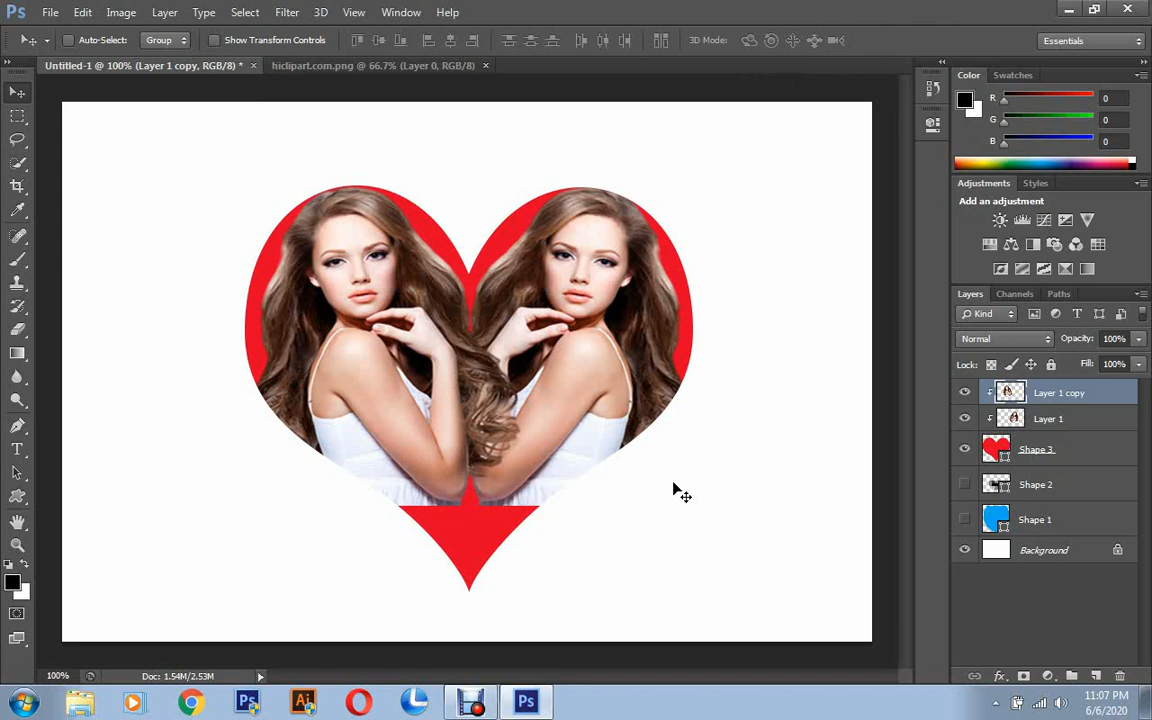 Ps File Edit Image Layer Type Select Filter 3D View Window Help
Auto-Select: Group Show Transform Controls 3D Mode: Essentials
Untitled-1 @ 100% (Layer 1 copy, RGB/8) * × hiclipart.com.png @ 66.7% (Layer 0, RGB/8) ×
Color Swatches
R 0
G 0
B 0
Adjustments Styles
Add an adjustment
Layers Channels Paths
Kind
Normal Opacity: 100%
Lock: Fill: 100%
Layer 1 copy
Layer 1
Shape 3
Shape 2
Shape 1
Background
100% Doc: 1.54M/2.53M
fx
Ps Ai Ps
11:07 PM
6/6/2020